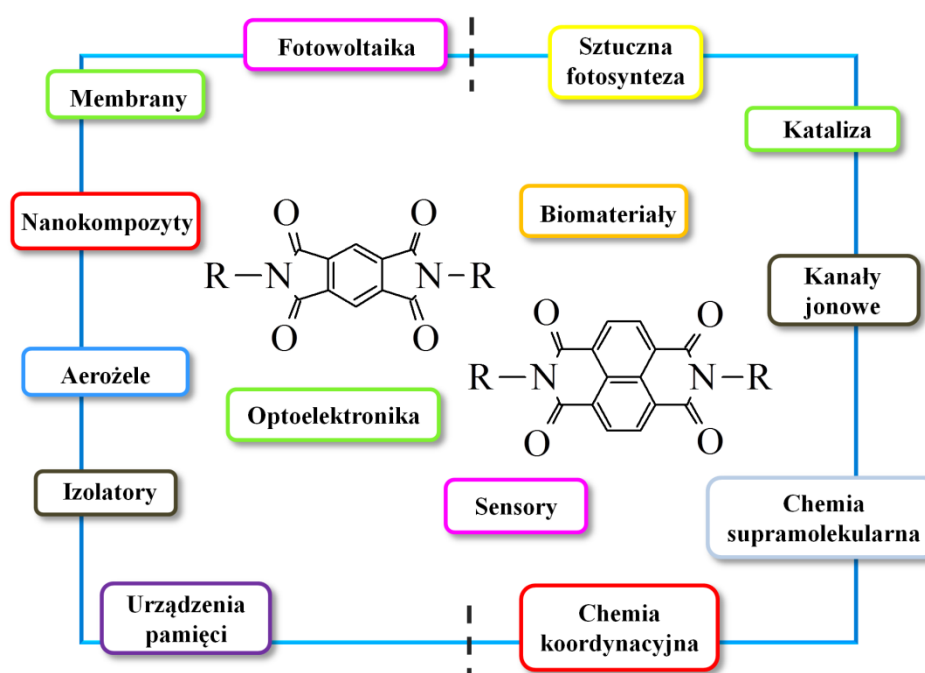 Fotowoltaika
Sztuczna
fotosynteza
Membrany
Kataliza
Nanokompozyty
Biomateriały
O
O
R
N
N
R
O
O
Kanały
jonowe
Aerożele
O
O
R
N
N
R
O
O
Optoelektronika
Izolatory
Sensory
Chemia
supramolekularna
Urządzenia
pamięci
Chemia
koordynacyjna